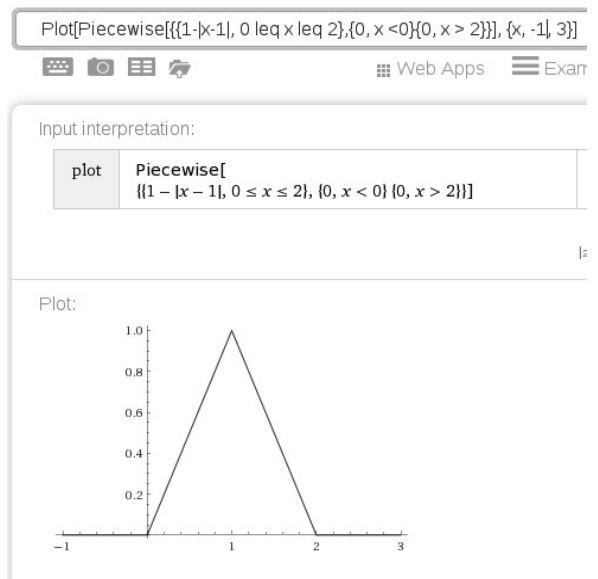 Plot[Piecewise[{{1-|x-1|, 0 leq x leq 2},{0, x <0}{0, x > 2}}], {x, -1, 3}]
Web Apps
Input interpretation:
plot Piecewise[
{{1 − |x − 1|, 0 ≤ x ≤ 2}, {0, x < 0} {0, x > 2}}]
Plot:
1.0
0.8
0.6
0.4
0.2
−1 1 2 3